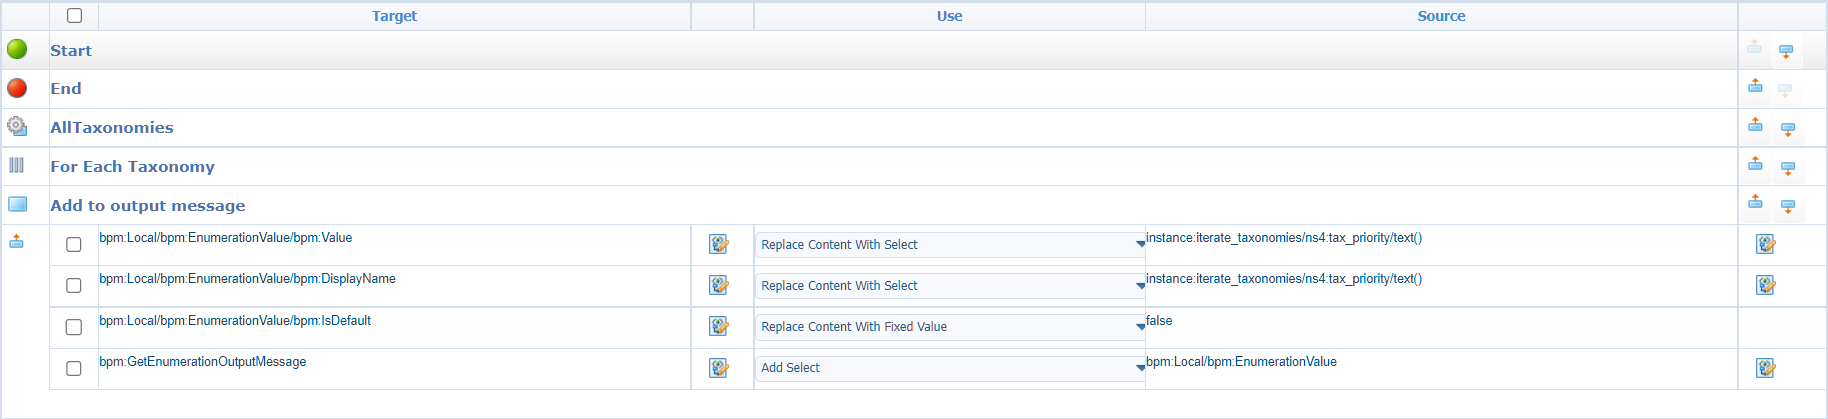 Target Use Source
Start
End
AllTaxonomies
For Each Taxonomy
Add to output message
bpm:Local/bpm:EnumerationValue/bpm:Value Replace Content With Select instance:iterate_taxonomies/ns4:tax_priority/text()
bpm:Local/bpm:EnumerationValue/bpm:DisplayName Replace Content With Select instance:iterate_taxonomies/ns4:tax_priority/text()
bpm:Local/bpm:EnumerationValue/bpm:IsDefault Replace Content With Fixed Value false
bpm:GetEnumerationOutputMessage Add Select bpm:Local/bpm:EnumerationValue